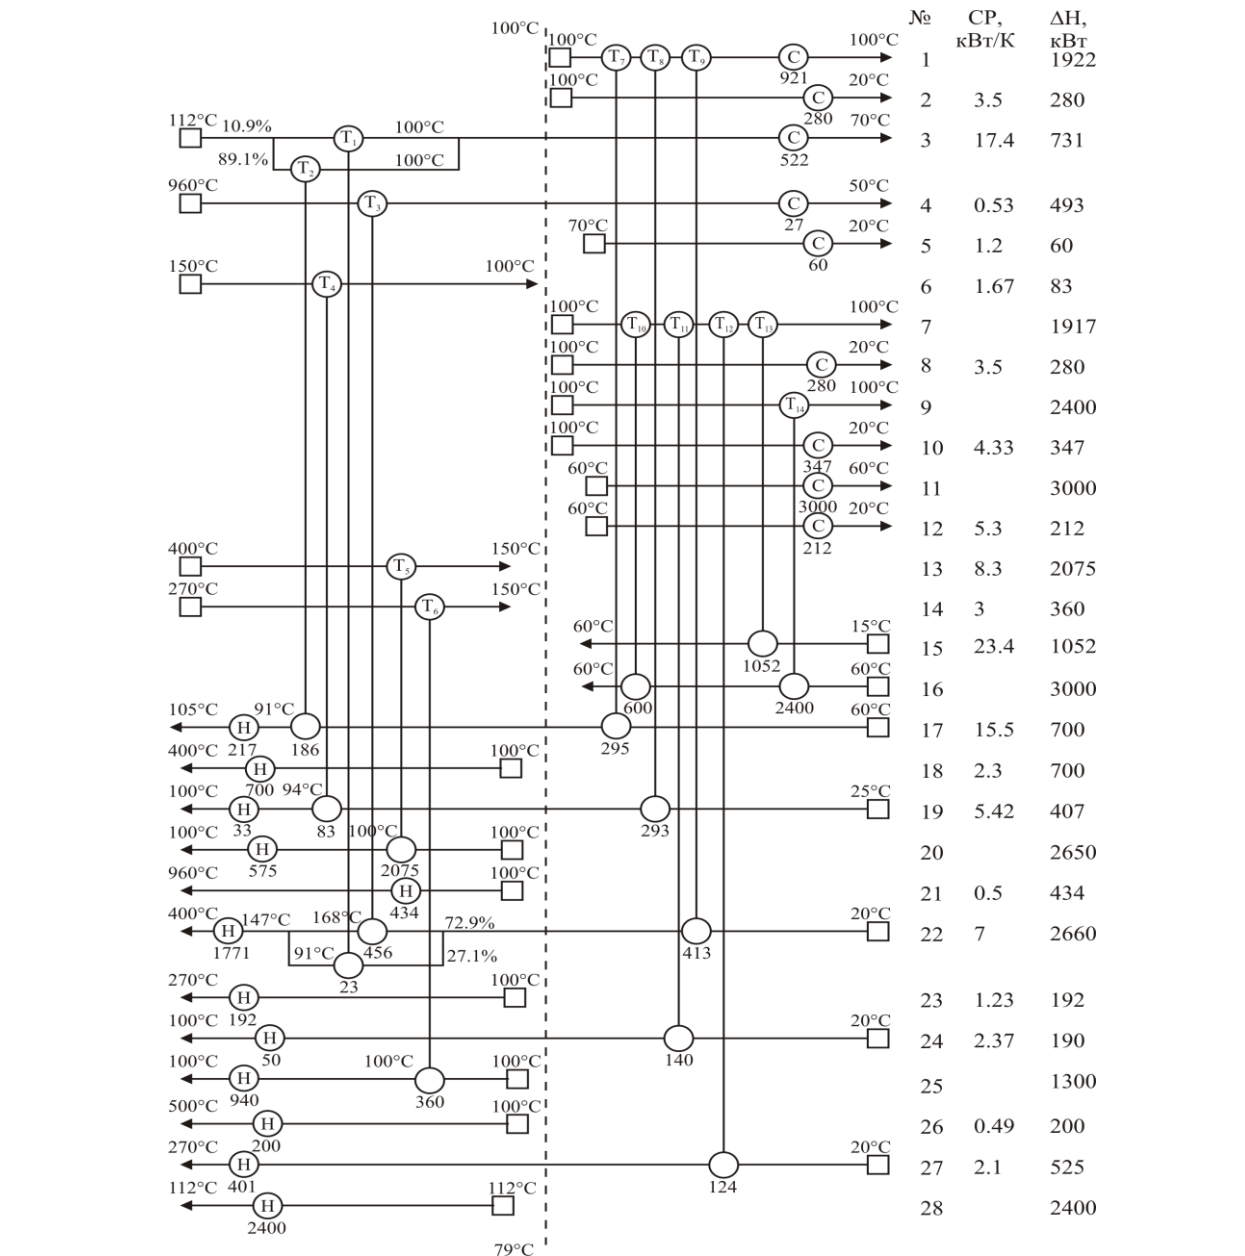 № CP, ΔH,
кВт/К кВт
100°C
100°C T₇ T₈ T₉ C 100°C 1 1922
921
100°C C 20°C 2 3.5 280
280
112°C 10.9% T₁ 100°C C 70°C 3 17.4 731
522
89.1% T₂ 100°C
960°C T₃ C 50°C 4 0.53 493
27
70°C C 20°C 5 1.2 60
60
150°C T₄ 100°C 6 1.67 83
100°C T₁₀ T₁₁ T₁₂ T₁₃ 100°C 7 1917
100°C C 20°C 8 3.5 280
280
100°C T₁₄ 100°C 9 2400
100°C C 20°C 10 4.33 347
347
60°C C 60°C 11 3000
3000
60°C C 20°C 12 5.3 212
212
400°C T₅ 150°C 13 8.3 2075
270°C T₆ 150°C 14 3 360
60°C 15°C 15 23.4 1052
1052
60°C 60°C 16 3000
600 2400
105°C H 91°C 60°C 17 15.5 700
217 186 295
400°C H 100°C 18 2.3 700
700
100°C H 94°C 25°C 19 5.42 407
33 83 293
100°C H 100°C 100°C 20 2650
575 2075
960°C H 100°C 21 0.5 434
434
400°C H 147°C 168°C 72.9% 20°C 22 7 2660
1771 456 413
91°C 27.1%
23
270°C H 100°C 23 1.23 192
192
100°C H 20°C 24 2.37 190
50 140
100°C H 100°C 100°C 25 1300
940 360
500°C H 100°C 26 0.49 200
200
270°C H 20°C 27 2.1 525
401 124
112°C H 112°C 28 2400
2400
79°C